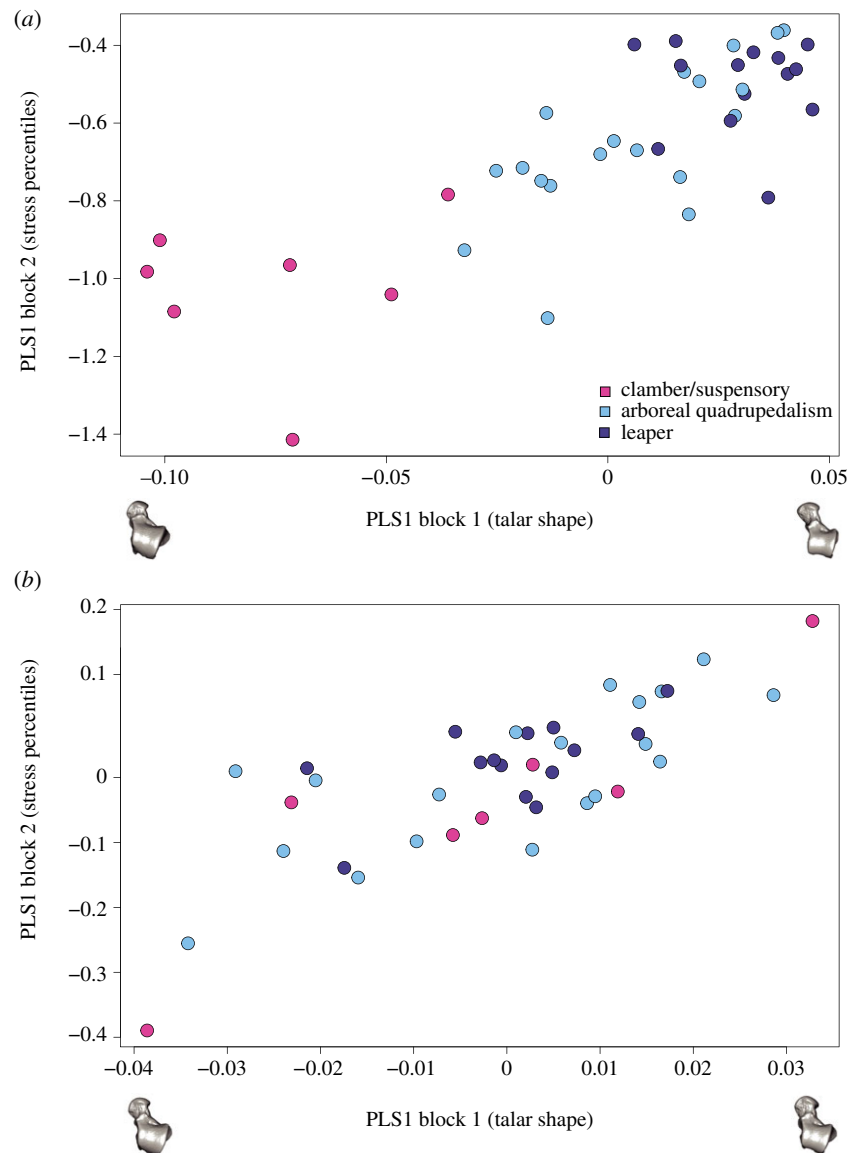 (a)
−0.4
−0.6
−0.8
−1.0
−1.2
−1.4
PLS1 block 2 (stress percentiles)
clamber/suspensory
arboreal quadrupedalism
leaper
−0.10 −0.05 0 0.05
PLS1 block 1 (talar shape)
(b)
0.2
0.1
0
−0.1
−0.2
−0.3
−0.4
PLS1 block 2 (stress percentiles)
−0.04 −0.03 −0.02 −0.01 0 0.01 0.02 0.03
PLS1 block 1 (talar shape)